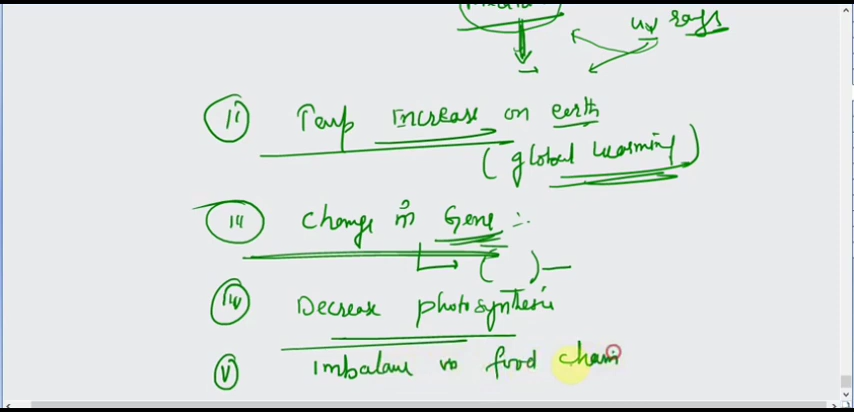 uv rays
(ii) Temp Increase on earth
(global warming)
(iii) Change in Gene :-
( ) —
(iv) Decrease photosynthesis
(v) imbalance in food chain